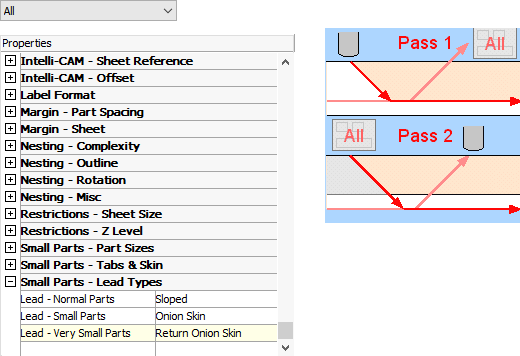 All
Properties
Intelli-CAM - Sheet Reference
Intelli-CAM - Offset
Label Format
Margin - Part Spacing
Margin - Sheet
Nesting - Complexity
Nesting - Outline
Nesting - Rotation
Nesting - Misc
Restrictions - Sheet Size
Restrictions - Z Level
Small Parts - Part Sizes
Small Parts - Tabs & Skin
Small Parts - Lead Types
Lead - Normal Parts Sloped
Lead - Small Parts Onion Skin
Lead - Very Small Parts Return Onion Skin
Pass 1 All
All Pass 2